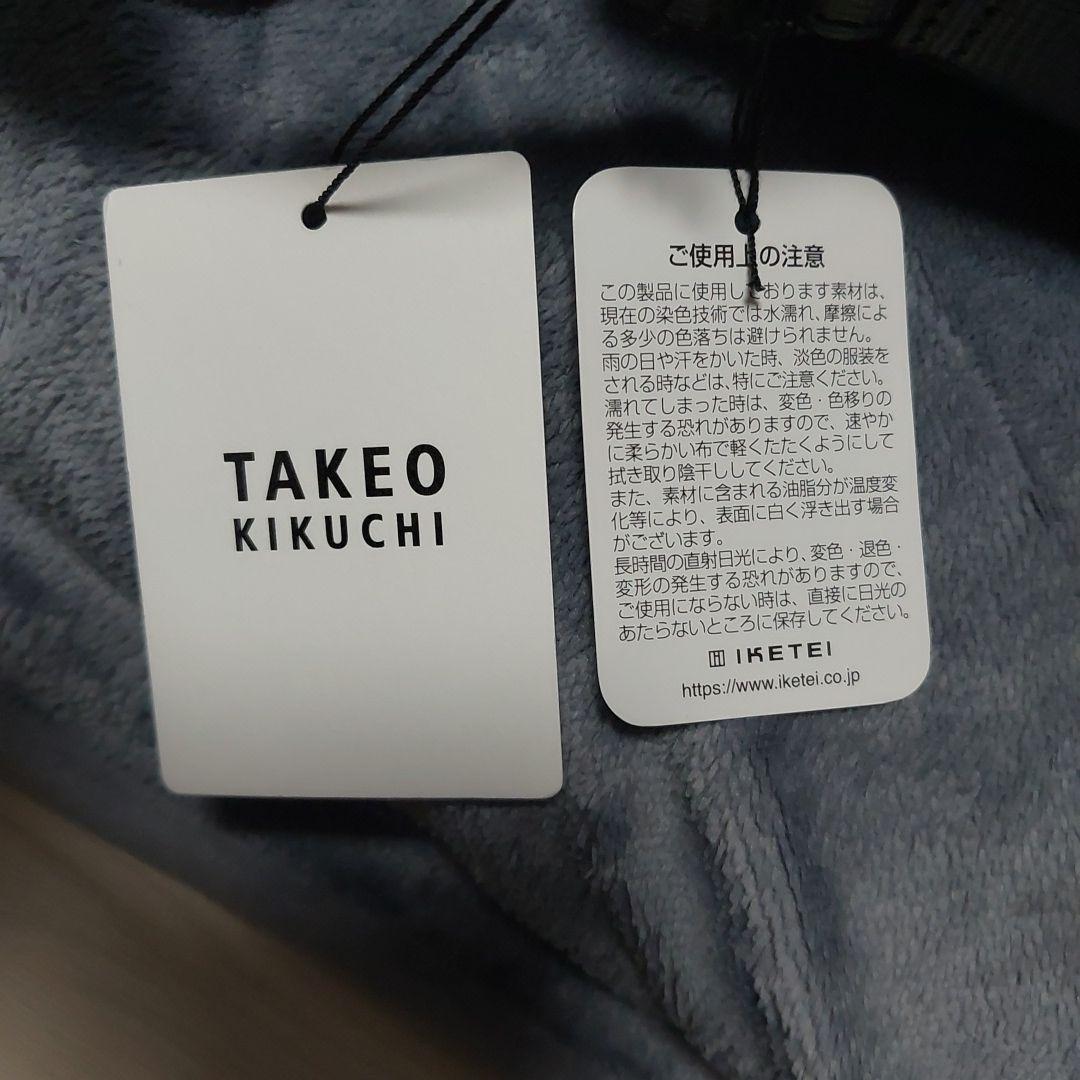 TAKEO
KIKUCHI
ご使用上の注意
この製品に使用しております素材は、
現在の染色技術では水濡れ、摩擦によ
る多少の色落ちは避けられません。
雨の日や汗をかいた時、淡色の服装を
される時などは、特にご注意ください。
濡れてしまった時は、変色・色移りの
発生する恐れがありますので、速やか
に柔らかい布で軽くたたくようにして
拭き取り陰干ししてください。
また、素材に含まれる油脂分が温度変
化等により、表面に白く浮き出す場合
がございます。
長時間の直射日光により、変色・退色・
変形の発生する恐れがありますので、
ご使用にならない時は、直接に日光の
あたらないところに保存してください。
IKETEI
https://www.iketei.co.jp